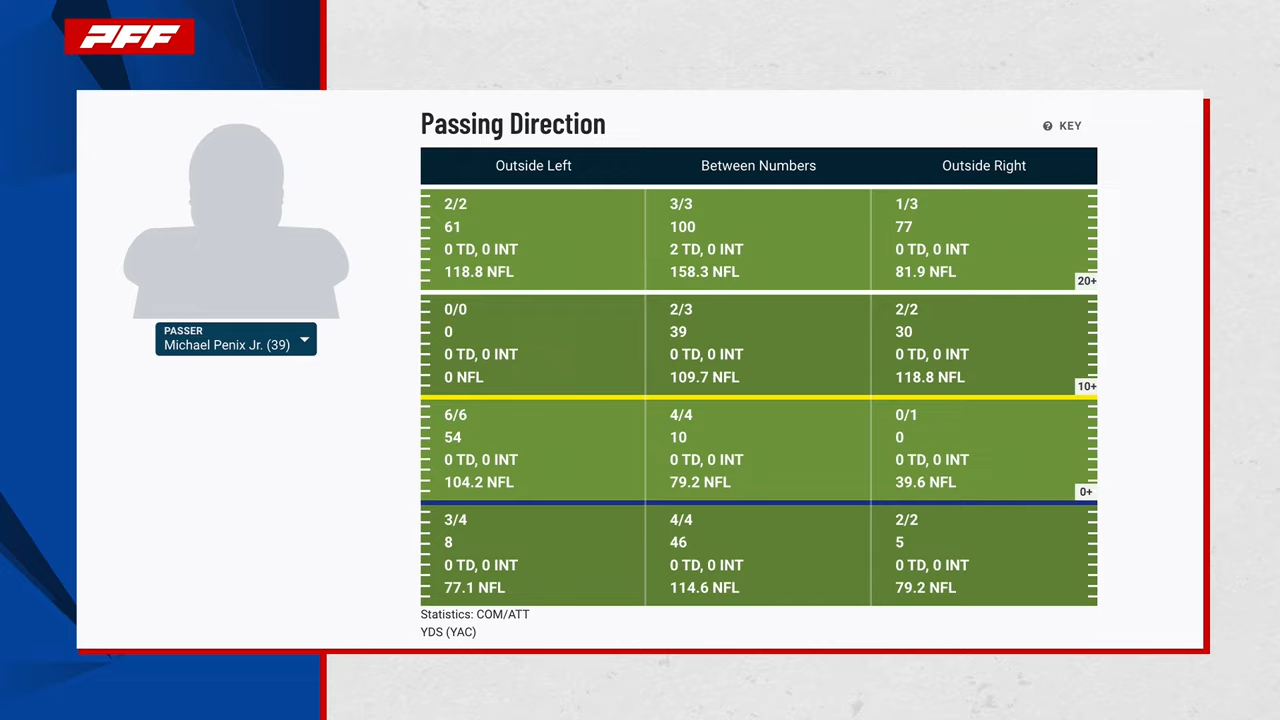 PFF
Passing Direction
KEY
Outside Left Between Numbers Outside Right
2/2 3/3 1/3
61 100 77
0 TD, 0 INT 2 TD, 0 INT 0 TD, 0 INT
118.8 NFL 158.3 NFL 81.9 NFL
20+
0/0 2/3 2/2
0 39 30
0 TD, 0 INT 0 TD, 0 INT 0 TD, 0 INT
0 NFL 109.7 NFL 118.8 NFL
10+
6/6 4/4 0/1
54 10 0
0 TD, 0 INT 0 TD, 0 INT 0 TD, 0 INT
104.2 NFL 79.2 NFL 39.6 NFL
0+
3/4 4/4 2/2
8 46 5
0 TD, 0 INT 0 TD, 0 INT 0 TD, 0 INT
77.1 NFL 114.6 NFL 79.2 NFL
Statistics: COM/ATT
YDS (YAC)
PASSER
Michael Penix Jr. (39)